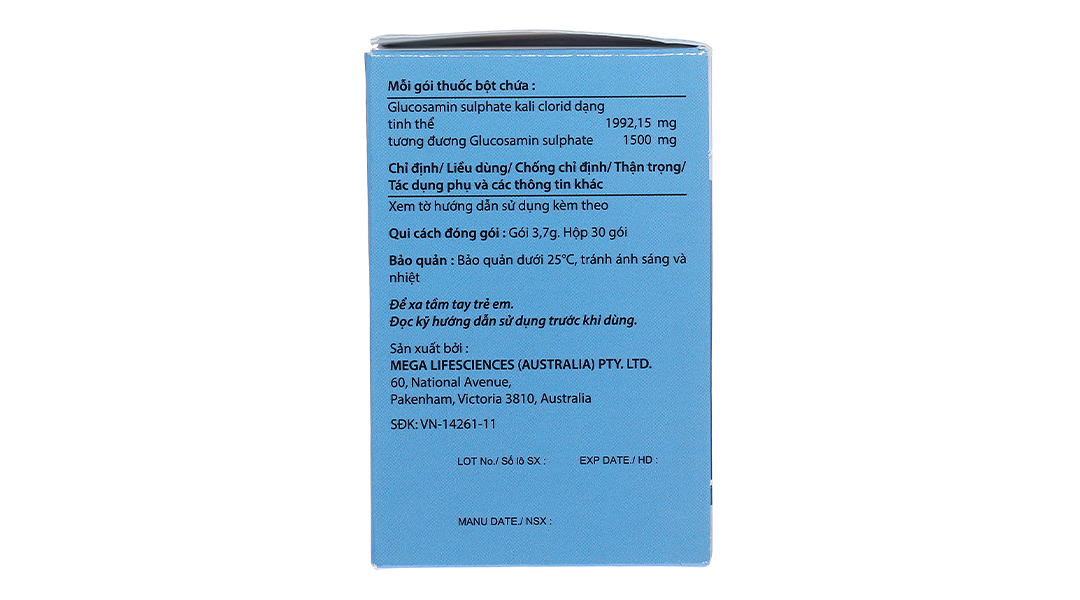 Mỗi gói thuốc bột chứa :
Glucosamin sulphate kali clorid dạng
tinh thể 1992,15 mg
tương đương Glucosamin sulphate 1500 mg
Chỉ định/ Liều dùng/ Chống chỉ định/ Thận trọng/
Tác dụng phụ và các thông tin khác
Xem tờ hướng dẫn sử dụng kèm theo
Qui cách đóng gói : Gói 3,7g. Hộp 30 gói
Bảo quản : Bảo quản dưới 25°C, tránh ánh sáng và
nhiệt
Để xa tầm tay trẻ em.
Đọc kỹ hướng dẫn sử dụng trước khi dùng.
Sản xuất bởi :
MEGA LIFESCIENCES (AUSTRALIA) PTY. LTD.
60, National Avenue,
Pakenham, Victoria 3810, Australia
SĐK: VN-14261-11
LOT No./ Số lô SX : EXP DATE./ HD :
MANU DATE./ NSX :